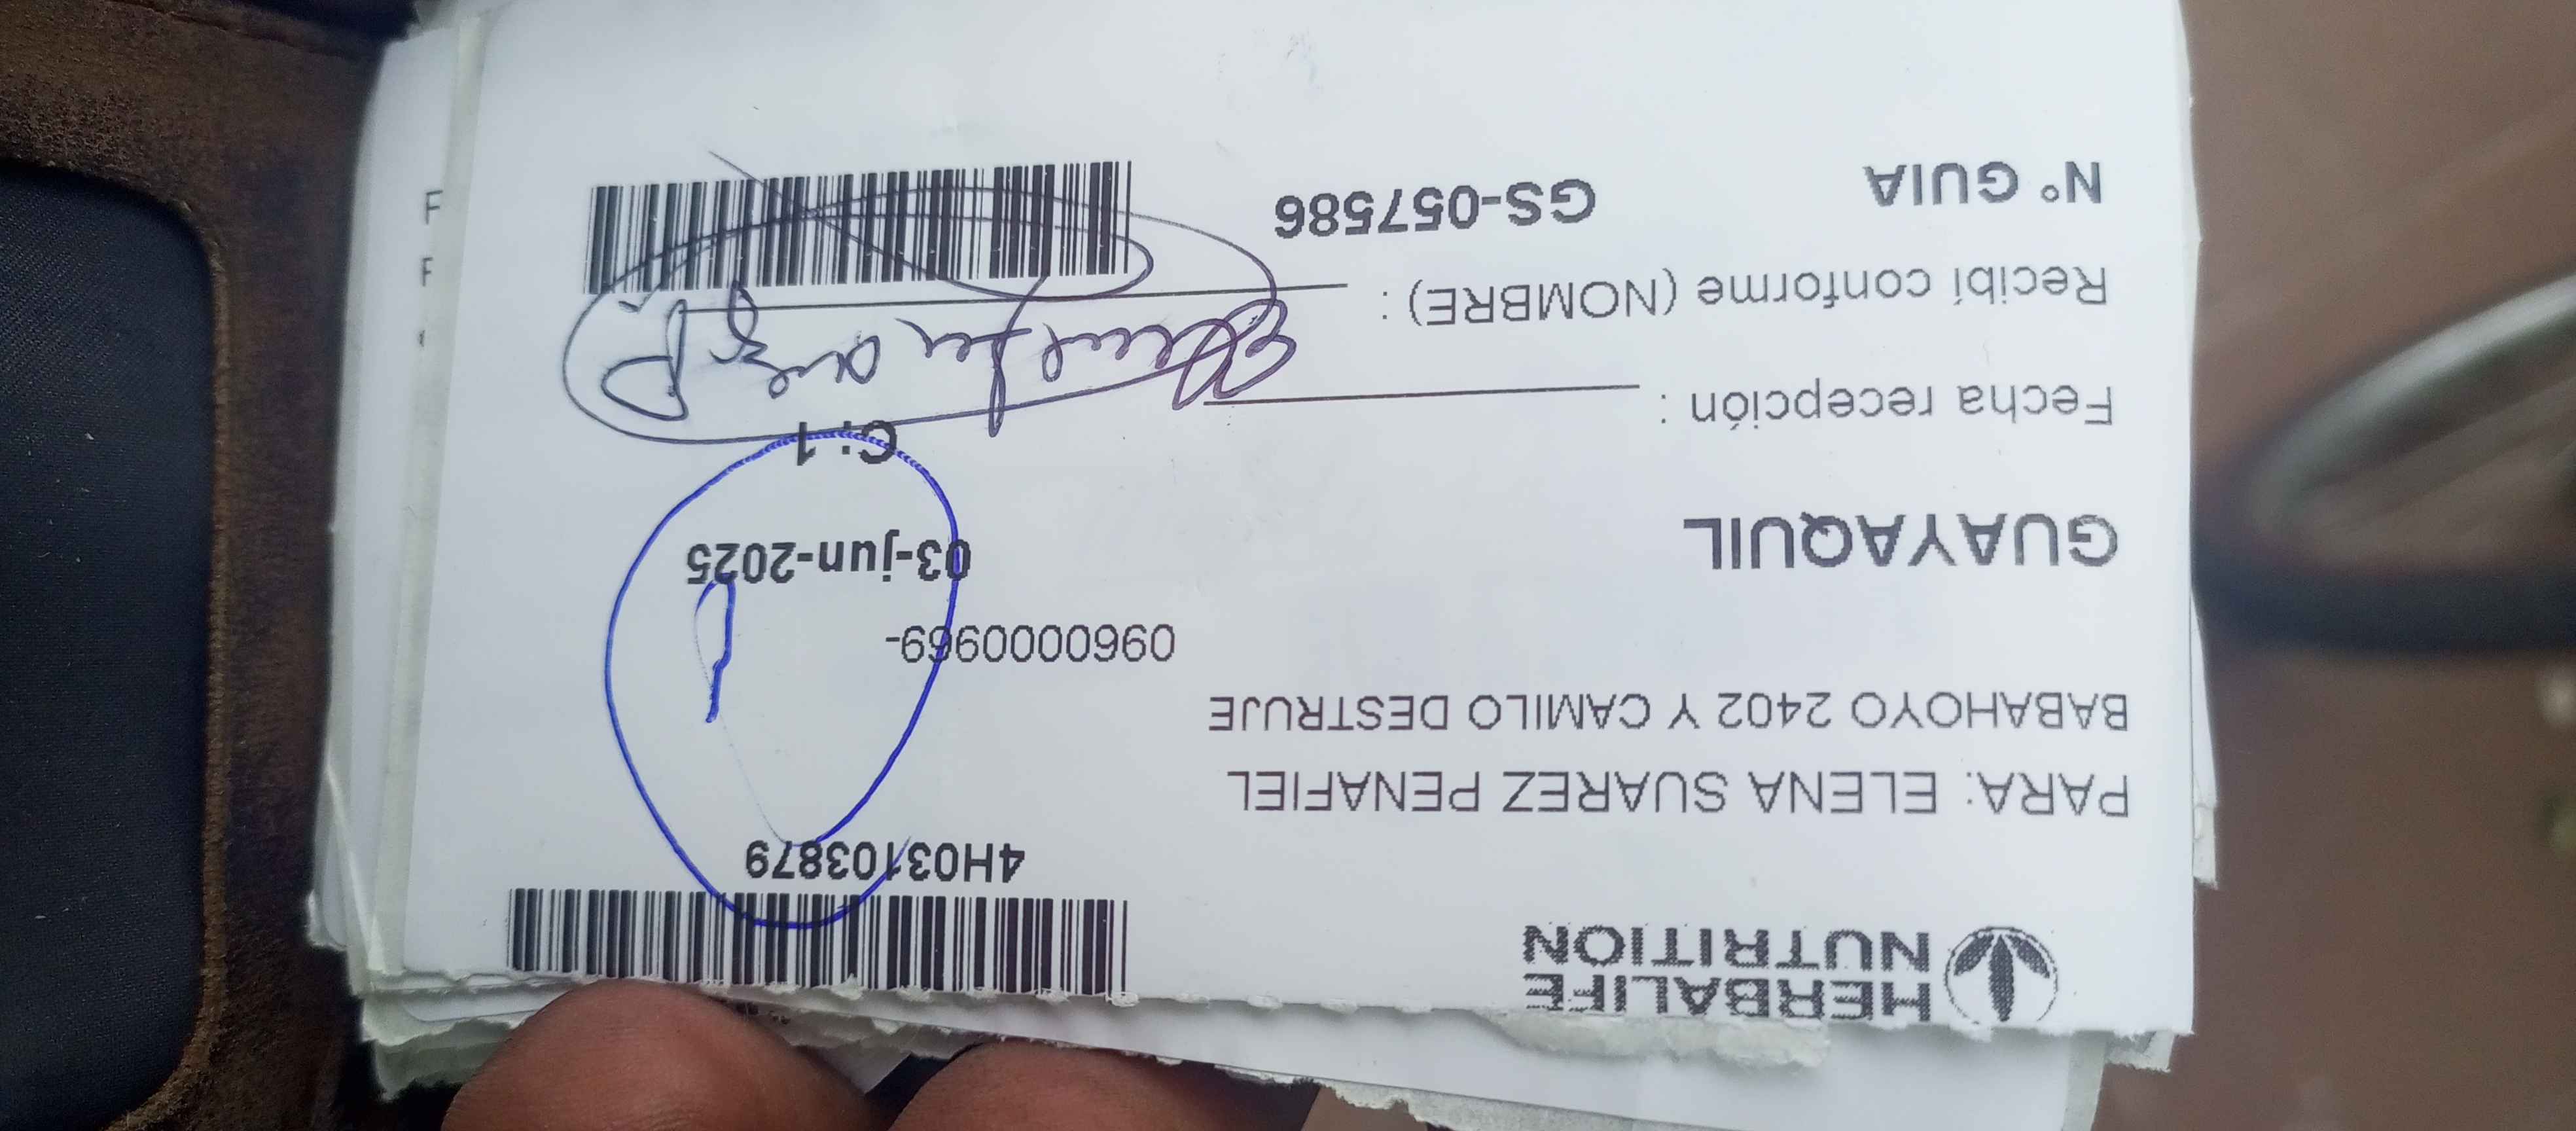 HERBALIFE
NUTRITION
4H03103879
PARA: ELENA SUAREZ PENAFIEL
BABAHOYO 2402 Y CAMILO DESTRUJE
0960000969-
GUAYAQUIL
03-jun-2025
C: 1
Fecha recepción :
Recibí conforme (NOMBRE) :
N° GUIA
GS-057586
F
F